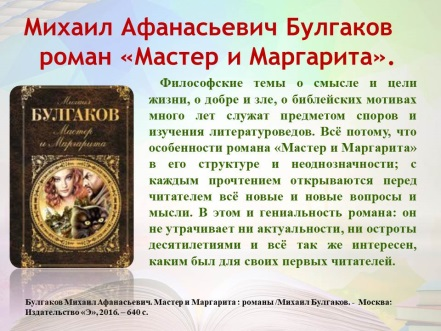 Михаил Афанасьевич Булгаков
роман «Мастер и Маргарита».
Михаил
БУЛГАКОВ
Мастер
и Маргарита
Философские темы о смысле и цели
жизни, о добре и зле, о библейских мотивах
много лет служат предметом споров и
изучения литературоведов. Всё потому, что
особенности романа «Мастер и Маргарита»
в его структуре и неоднозначности; с
каждым прочтением открываются перед
читателем всё новые и новые вопросы и
мысли. В этом и гениальность романа: он
не утрачивает ни актуальности, ни остроты
десятилетиями и всё так же интересен,
каким был для своих первых читателей.
Булгаков Михаил Афанасьевич. Мастер и Маргарита : романы /Михаил Булгаков. - Москва:
Издательство «Э», 2016. – 640 с.